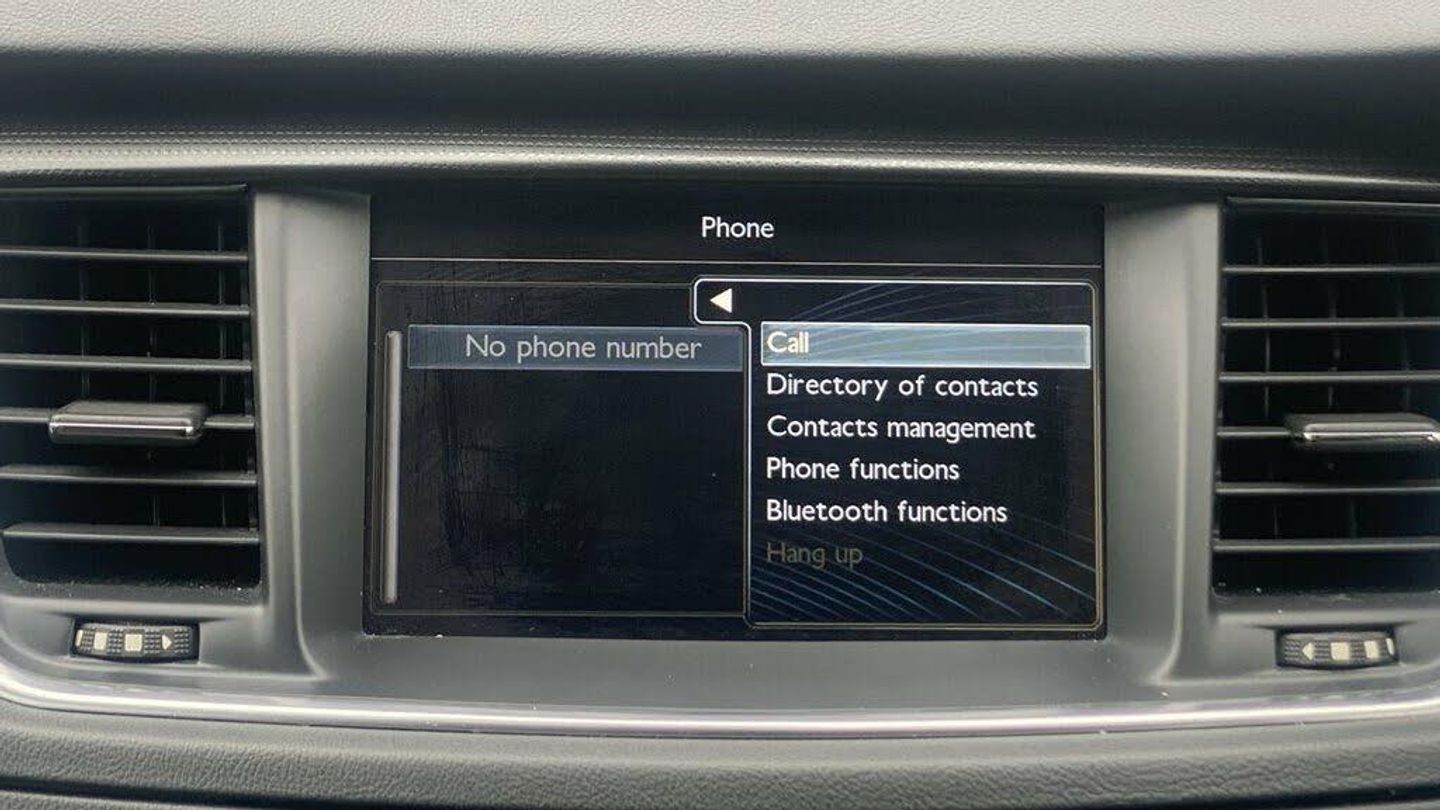 Phone
No phone number
Call
Directory of contacts
Contacts management
Phone functions
Bluetooth functions
Hang up